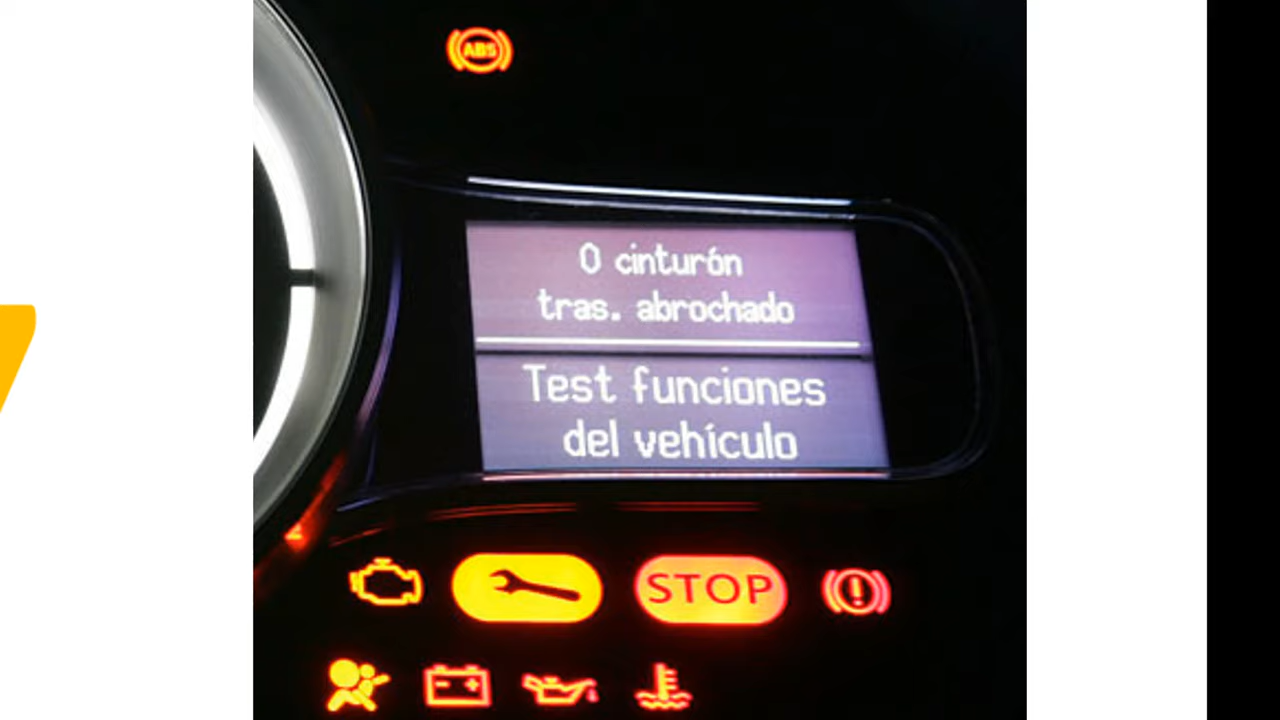 ABS
0 cinturón
tras. abrochado
Test funciones
del vehículo
STOP